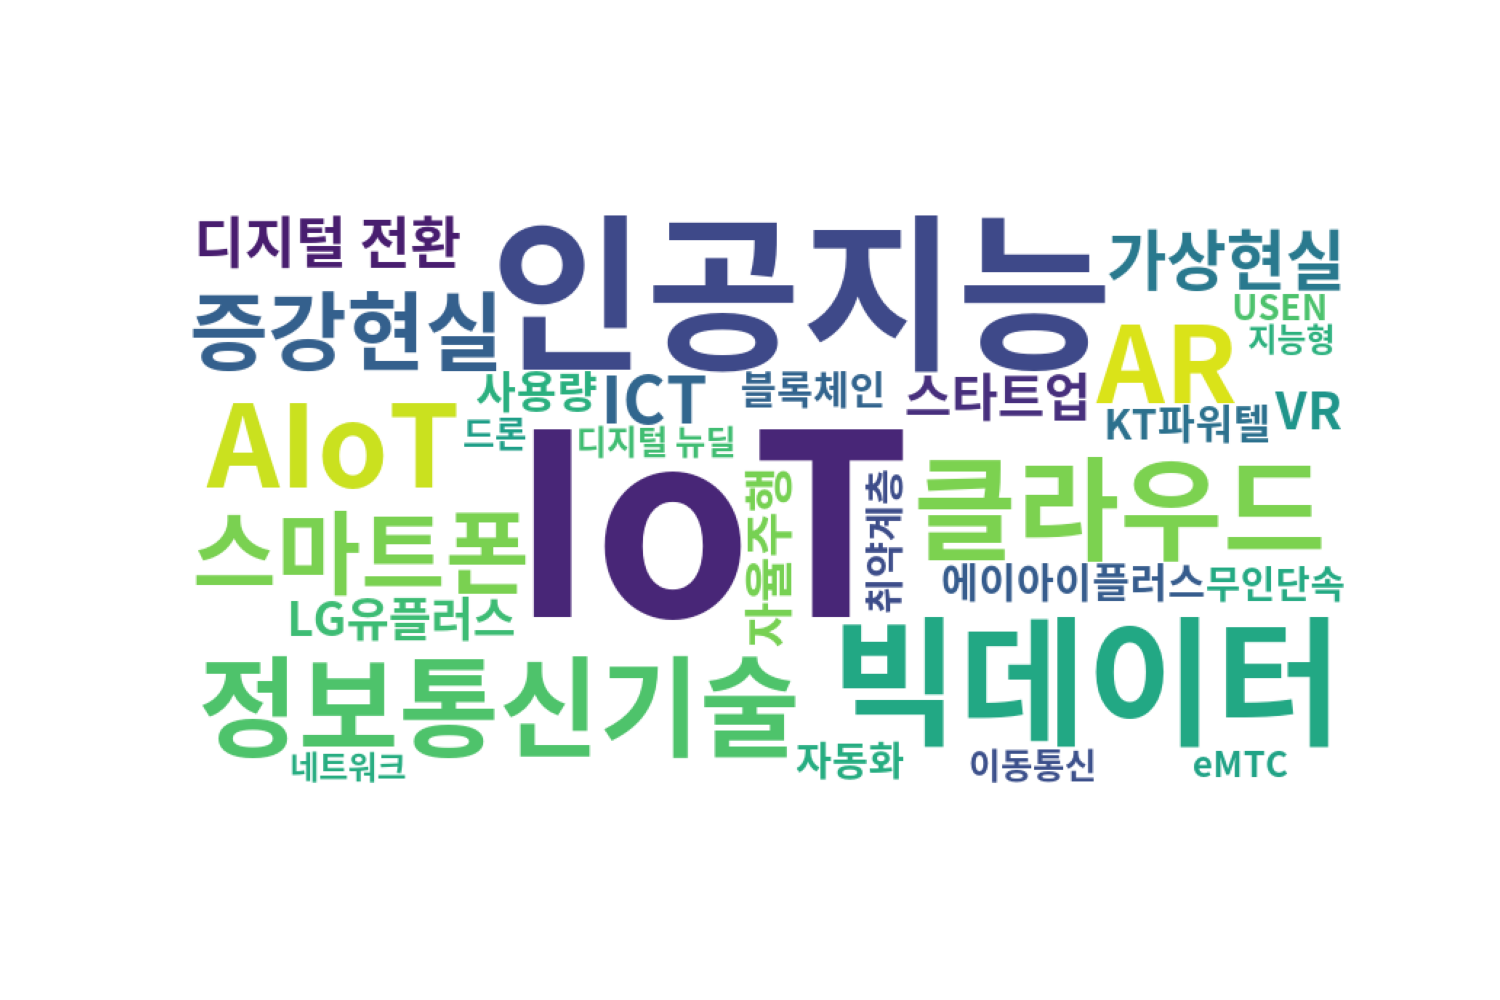 디지털 전환
인공지능
가상현실
증강현실
USEN
지능형
AR
사용량
ICT
블록체인
스타트업
KT파워텔
VR
AIoT
드론
디지털 뉴딜
IoT
자율주행
취약계층
클라우드
스마트폰
에이아이플러스
무인단속
LG유플러스
빅데이터
정보통신기술
네트워크
자동화
이동통신
eMTC